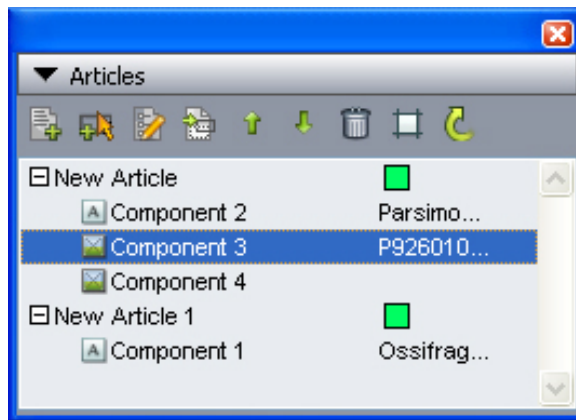 Articles
New Article
A Component 2 Parsimo...
Component 3 P926010...
Component 4
New Article 1
A Component 1 Ossifrag...